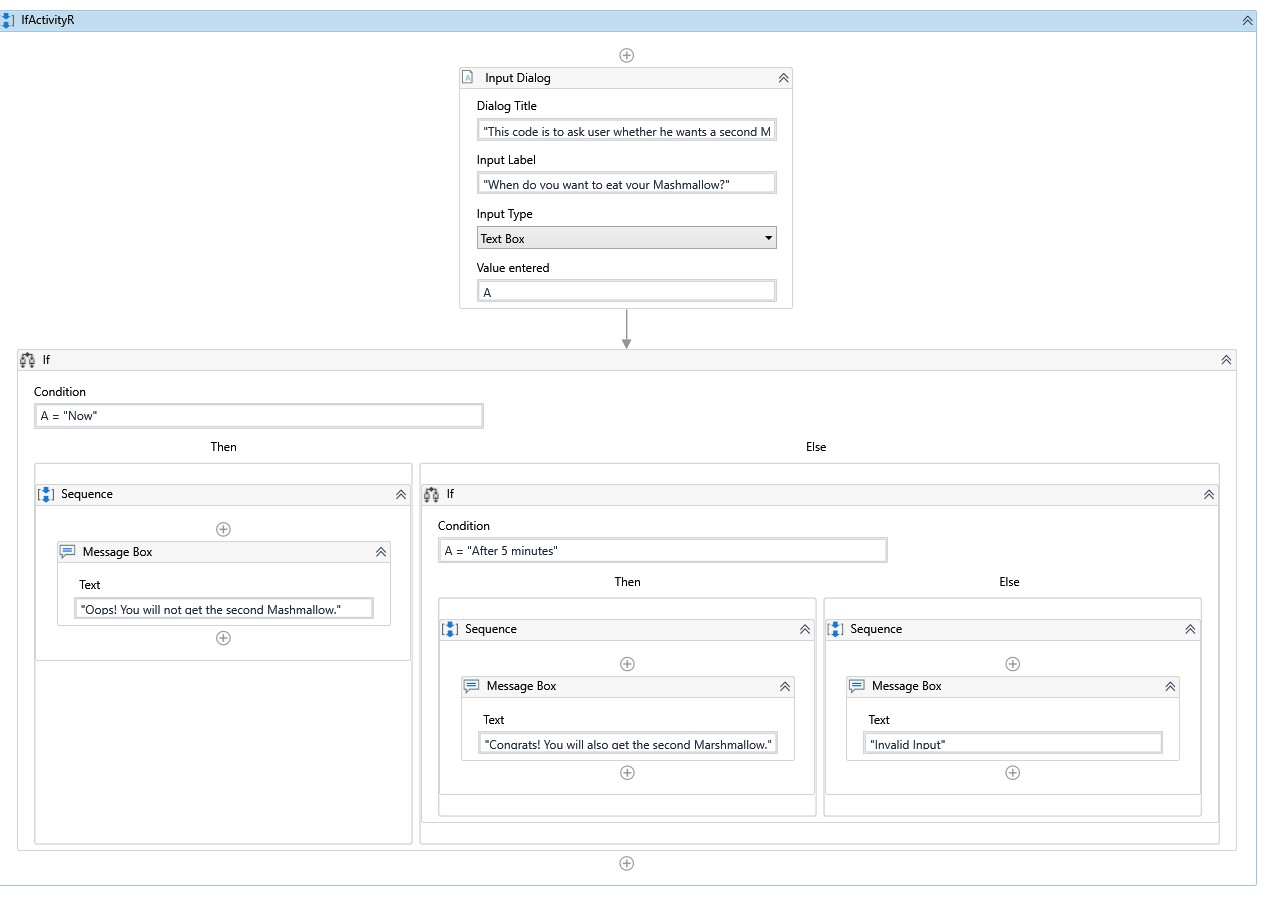 IfActivityR
Input Dialog
Dialog Title
"This code is to ask user whether he wants a second M
Input Label
"When do you want to eat your Mashmallow?"
Input Type
Text Box
Value entered
A
If
Condition
A = "Now"
Then
Else
Sequence
Message Box
Text
"Oops! You will not get the second Mashmallow."
If
Condition
A = "After 5 minutes"
Then
Else
Sequence
Message Box
Text
"Congrats! You will also get the second Marshmallow."
Sequence
Message Box
Text
"Invalid Input"